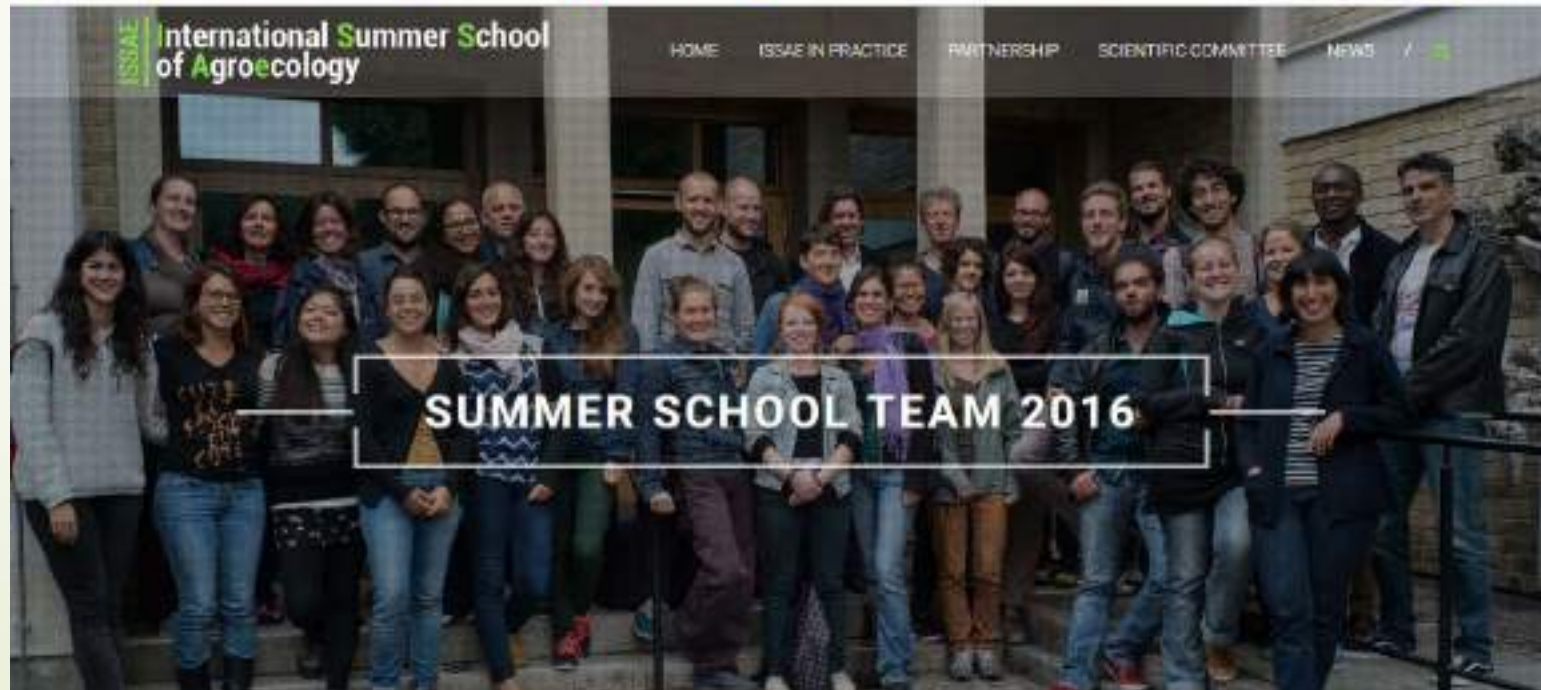 ISSAE
International Summer School
of Agroecology
HOME ISSAE IN PRACTICE PARTNERSHIP SCIENTIFIC COMMITTEE NEWS /
SUMMER SCHOOL TEAM 2016